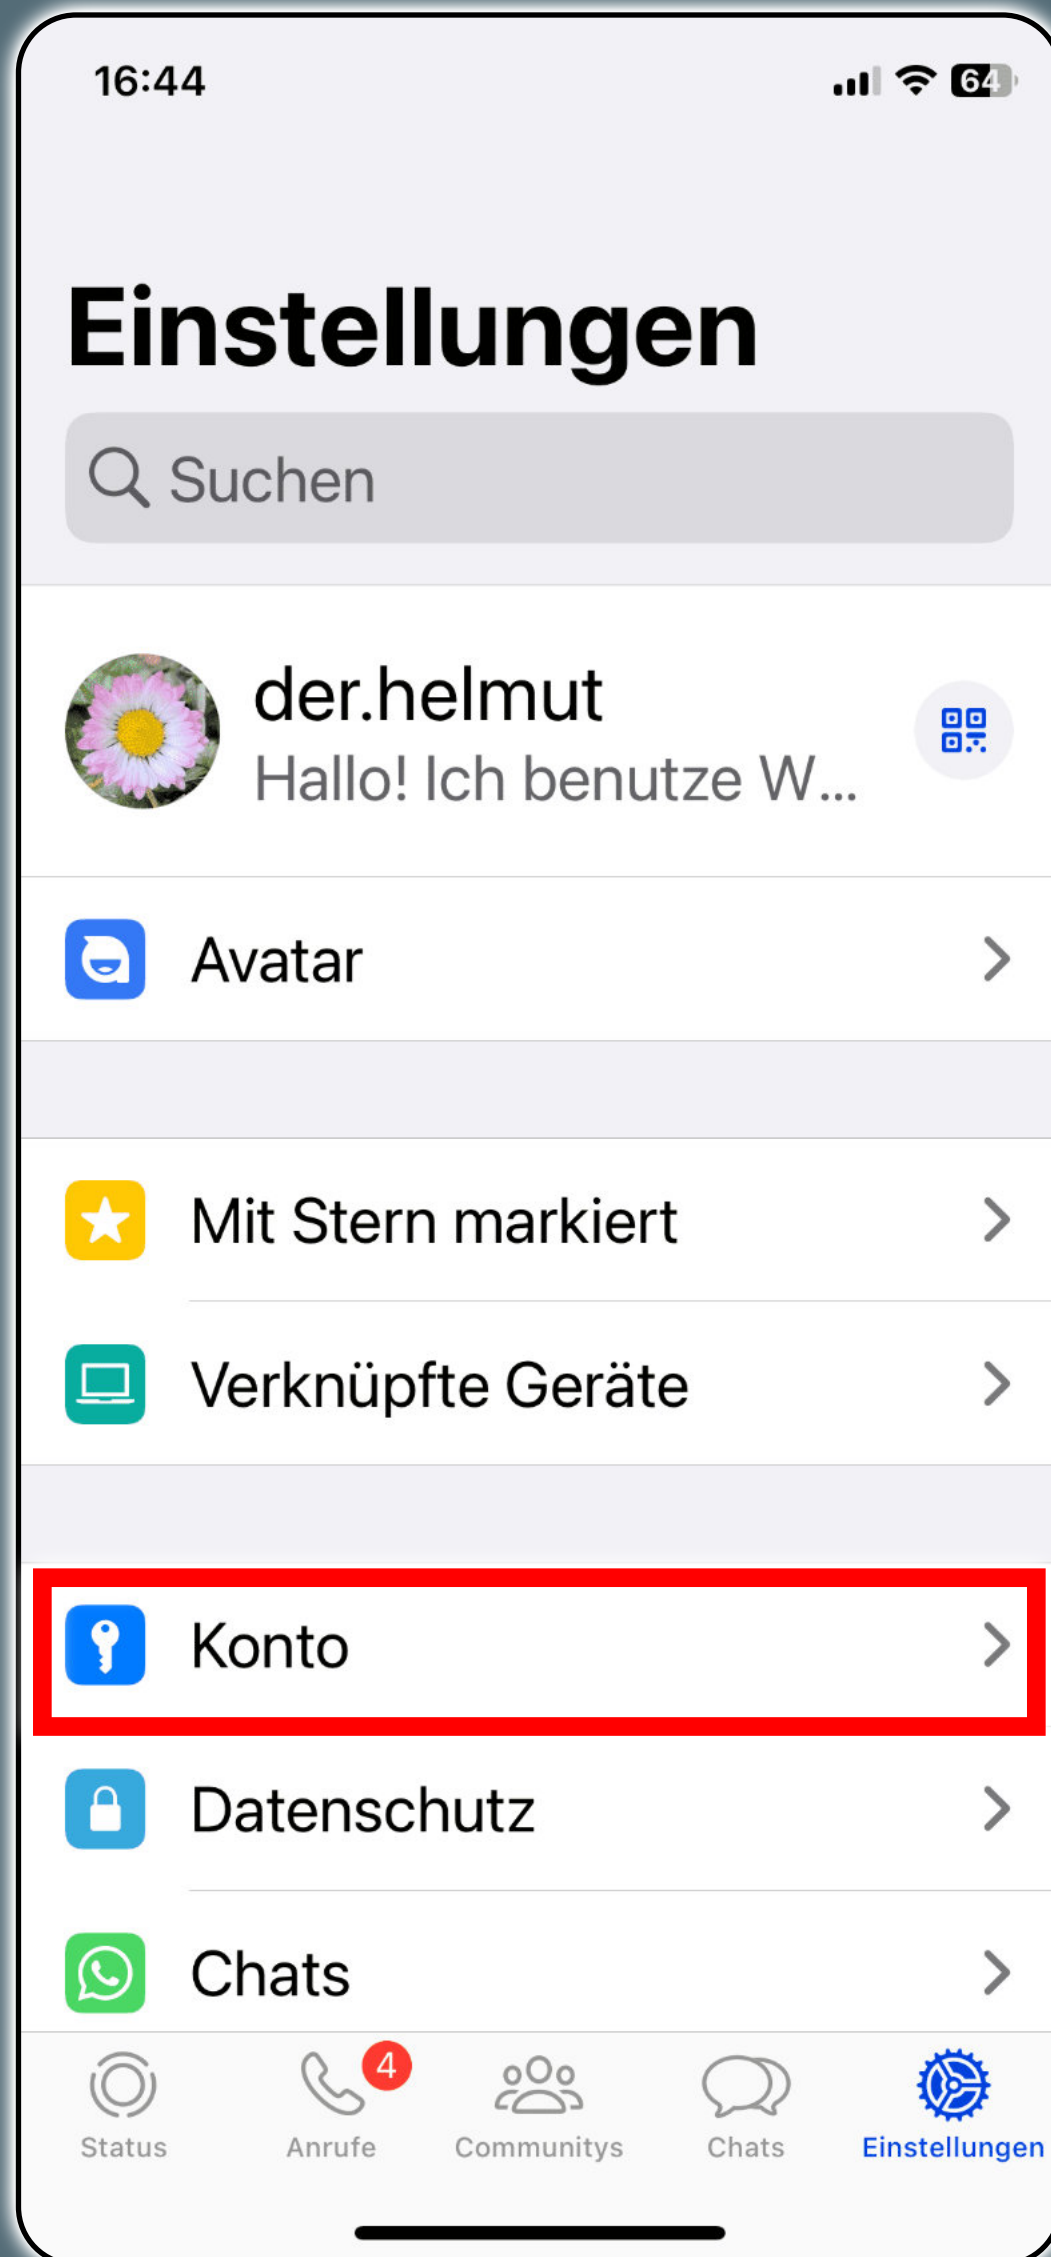 16:44
64
Einstellungen
Suchen
der.helmut
Hallo! Ich benutze W...
Avatar
Mit Stern markiert
Verknüpfte Geräte
Konto
Datenschutz
Chats
4
Status Anrufe Communitys Chats Einstellungen